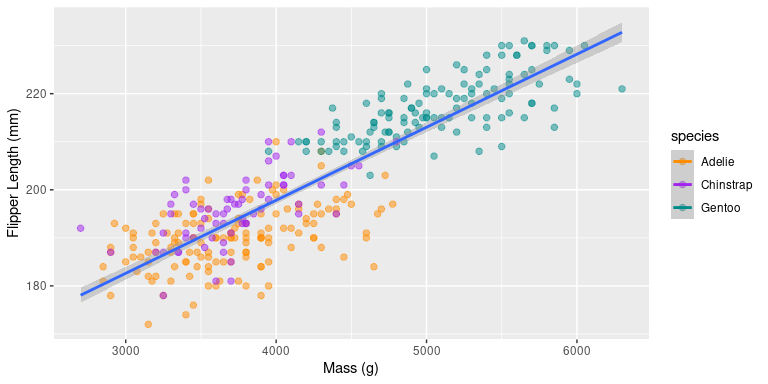 220
200
180
3000
4000
5000
6000
Flipper Length (mm)
Mass (g)
species
Adelie
Chinstrap
Gentoo